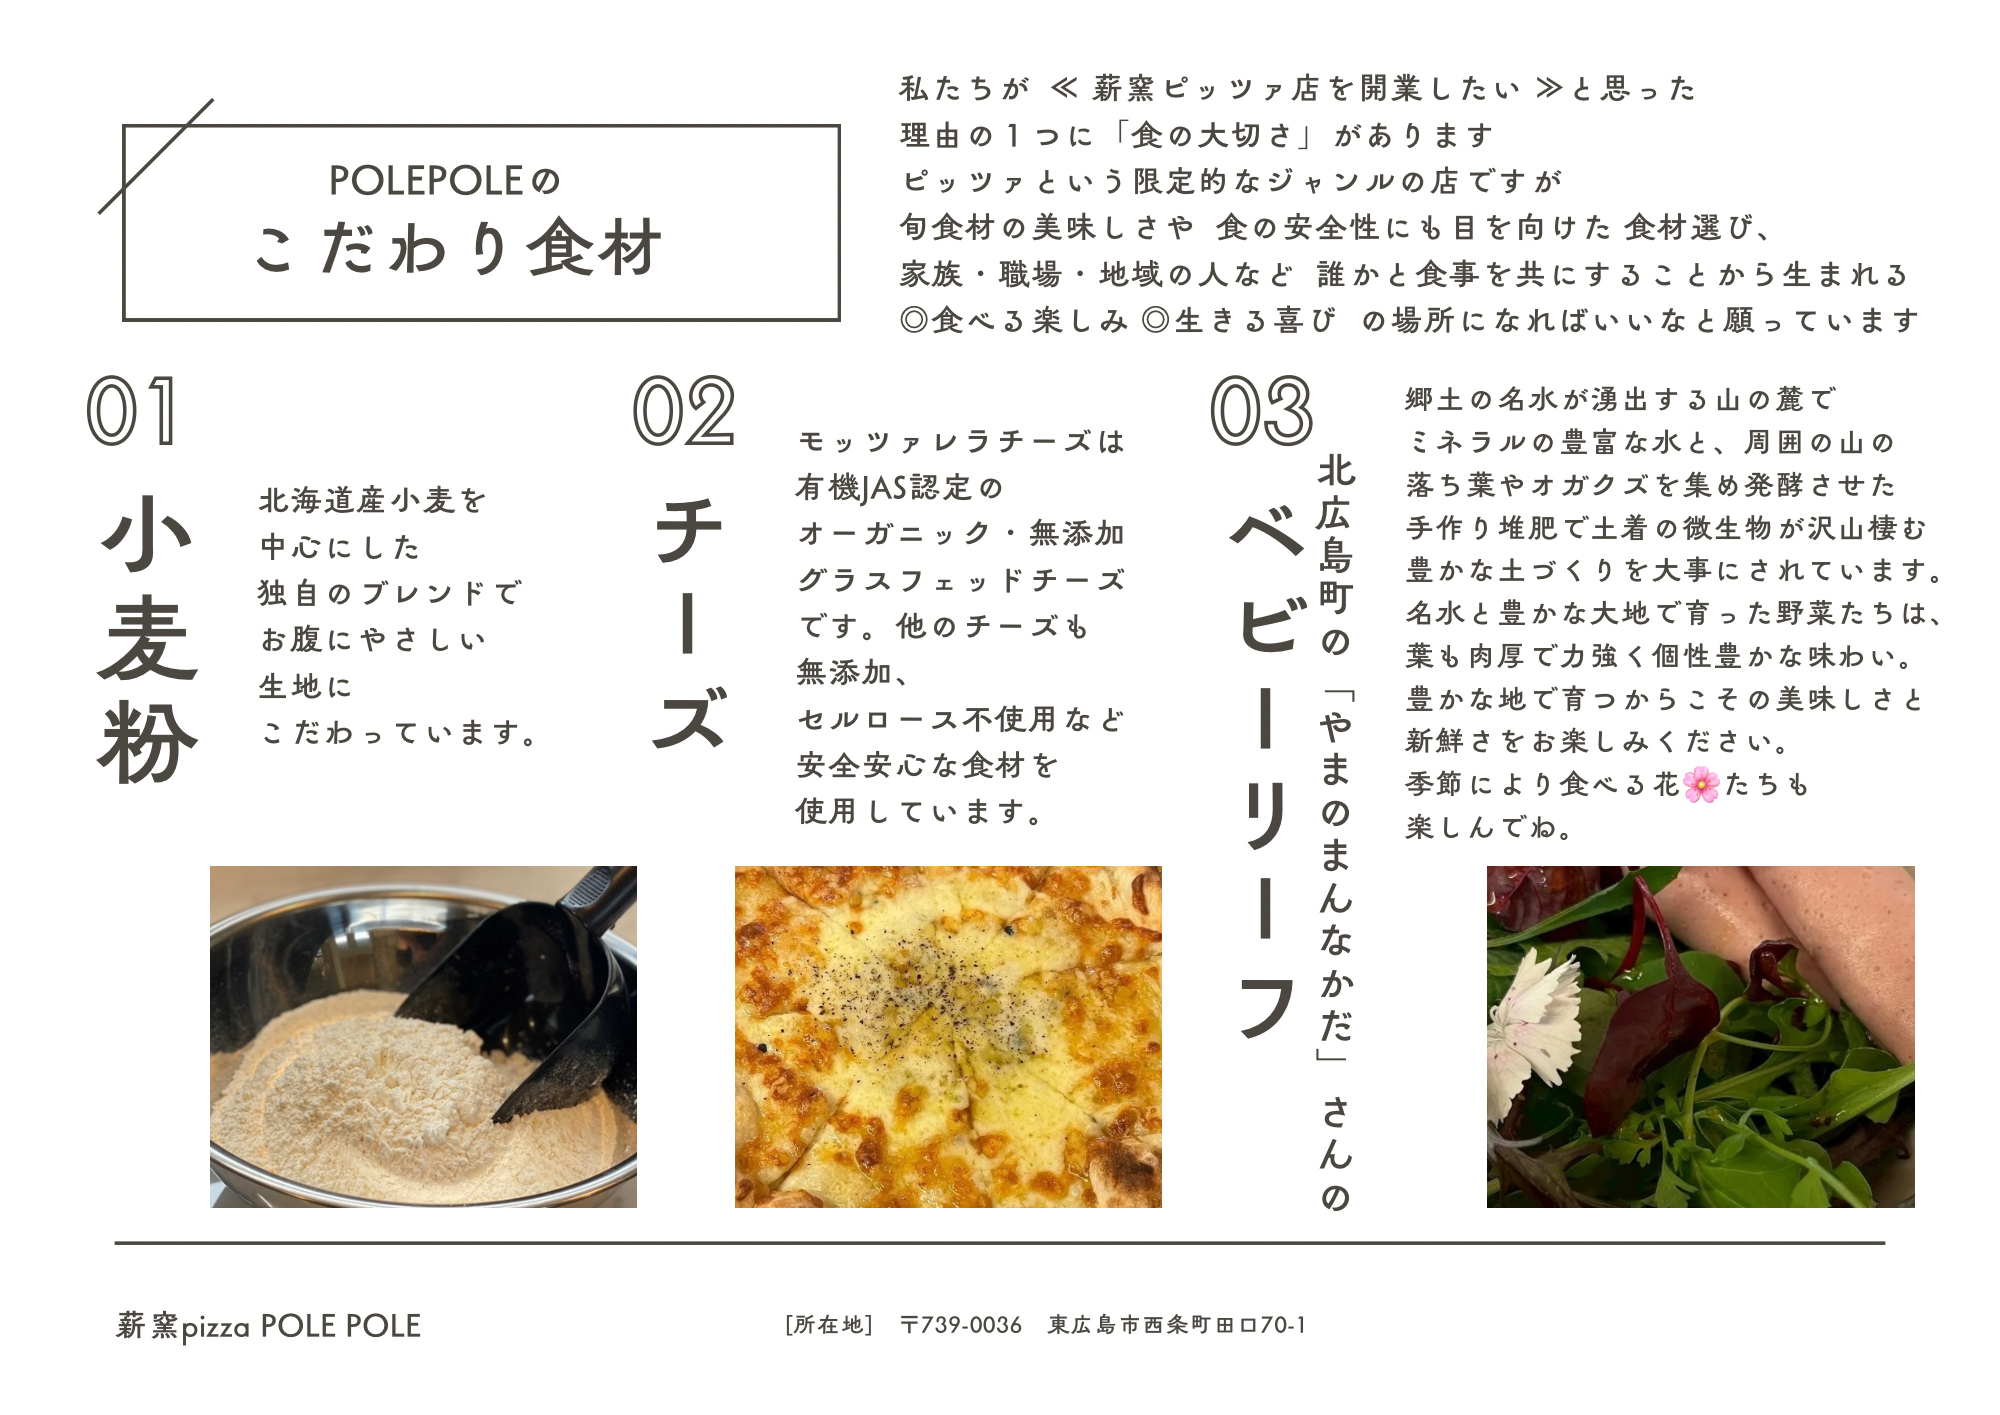 POLEPOLEの
こだわり食材
私たちが ≪ 薪窯ピッツァ店を開業したい ≫と思った
理由の1つに「食の大切さ」があります
ピッツァという限定的なジャンルの店ですが
旬食材の美味しさや 食の安全性にも目を向けた 食材選び、
家族・職場・地域の人など 誰かと食事を共にすることから生まれる
◎食べる楽しみ ◎生きる喜び の場所になればいいなと願っています
01
小麦粉
北海道産小麦を
中心にした
独自のブレンドで
お腹にやさしい
生地に
こだわっています。
02
チーズ
モッツァレラチーズは
有機JAS認定の
オーガニック・無添加
グラスフェッドチーズ
です。他のチーズも
無添加、
セルロース不使用など
安全安心な食材を
使用しています。
03
北広島町の「やまのまんなかだ」さんの
ベビーリーフ
郷土の名水が湧出する山の麓で
ミネラルの豊富な水と、周囲の山の
落ち葉やオガクズを集め発酵させた
手作り堆肥で土着の微生物が沢山棲む
豊かな土づくりを大事にされています。
名水と豊かな大地で育った野菜たちは、
葉も肉厚で力強く個性豊かな味わい。
豊かな地で育つからこその美味しさと
新鮮さをお楽しみください。
季節により食べる花🌸たちも
楽しんでね。
薪窯pizza POLE POLE
[所在地] 〒739-0036 東広島市西条町田口70-1